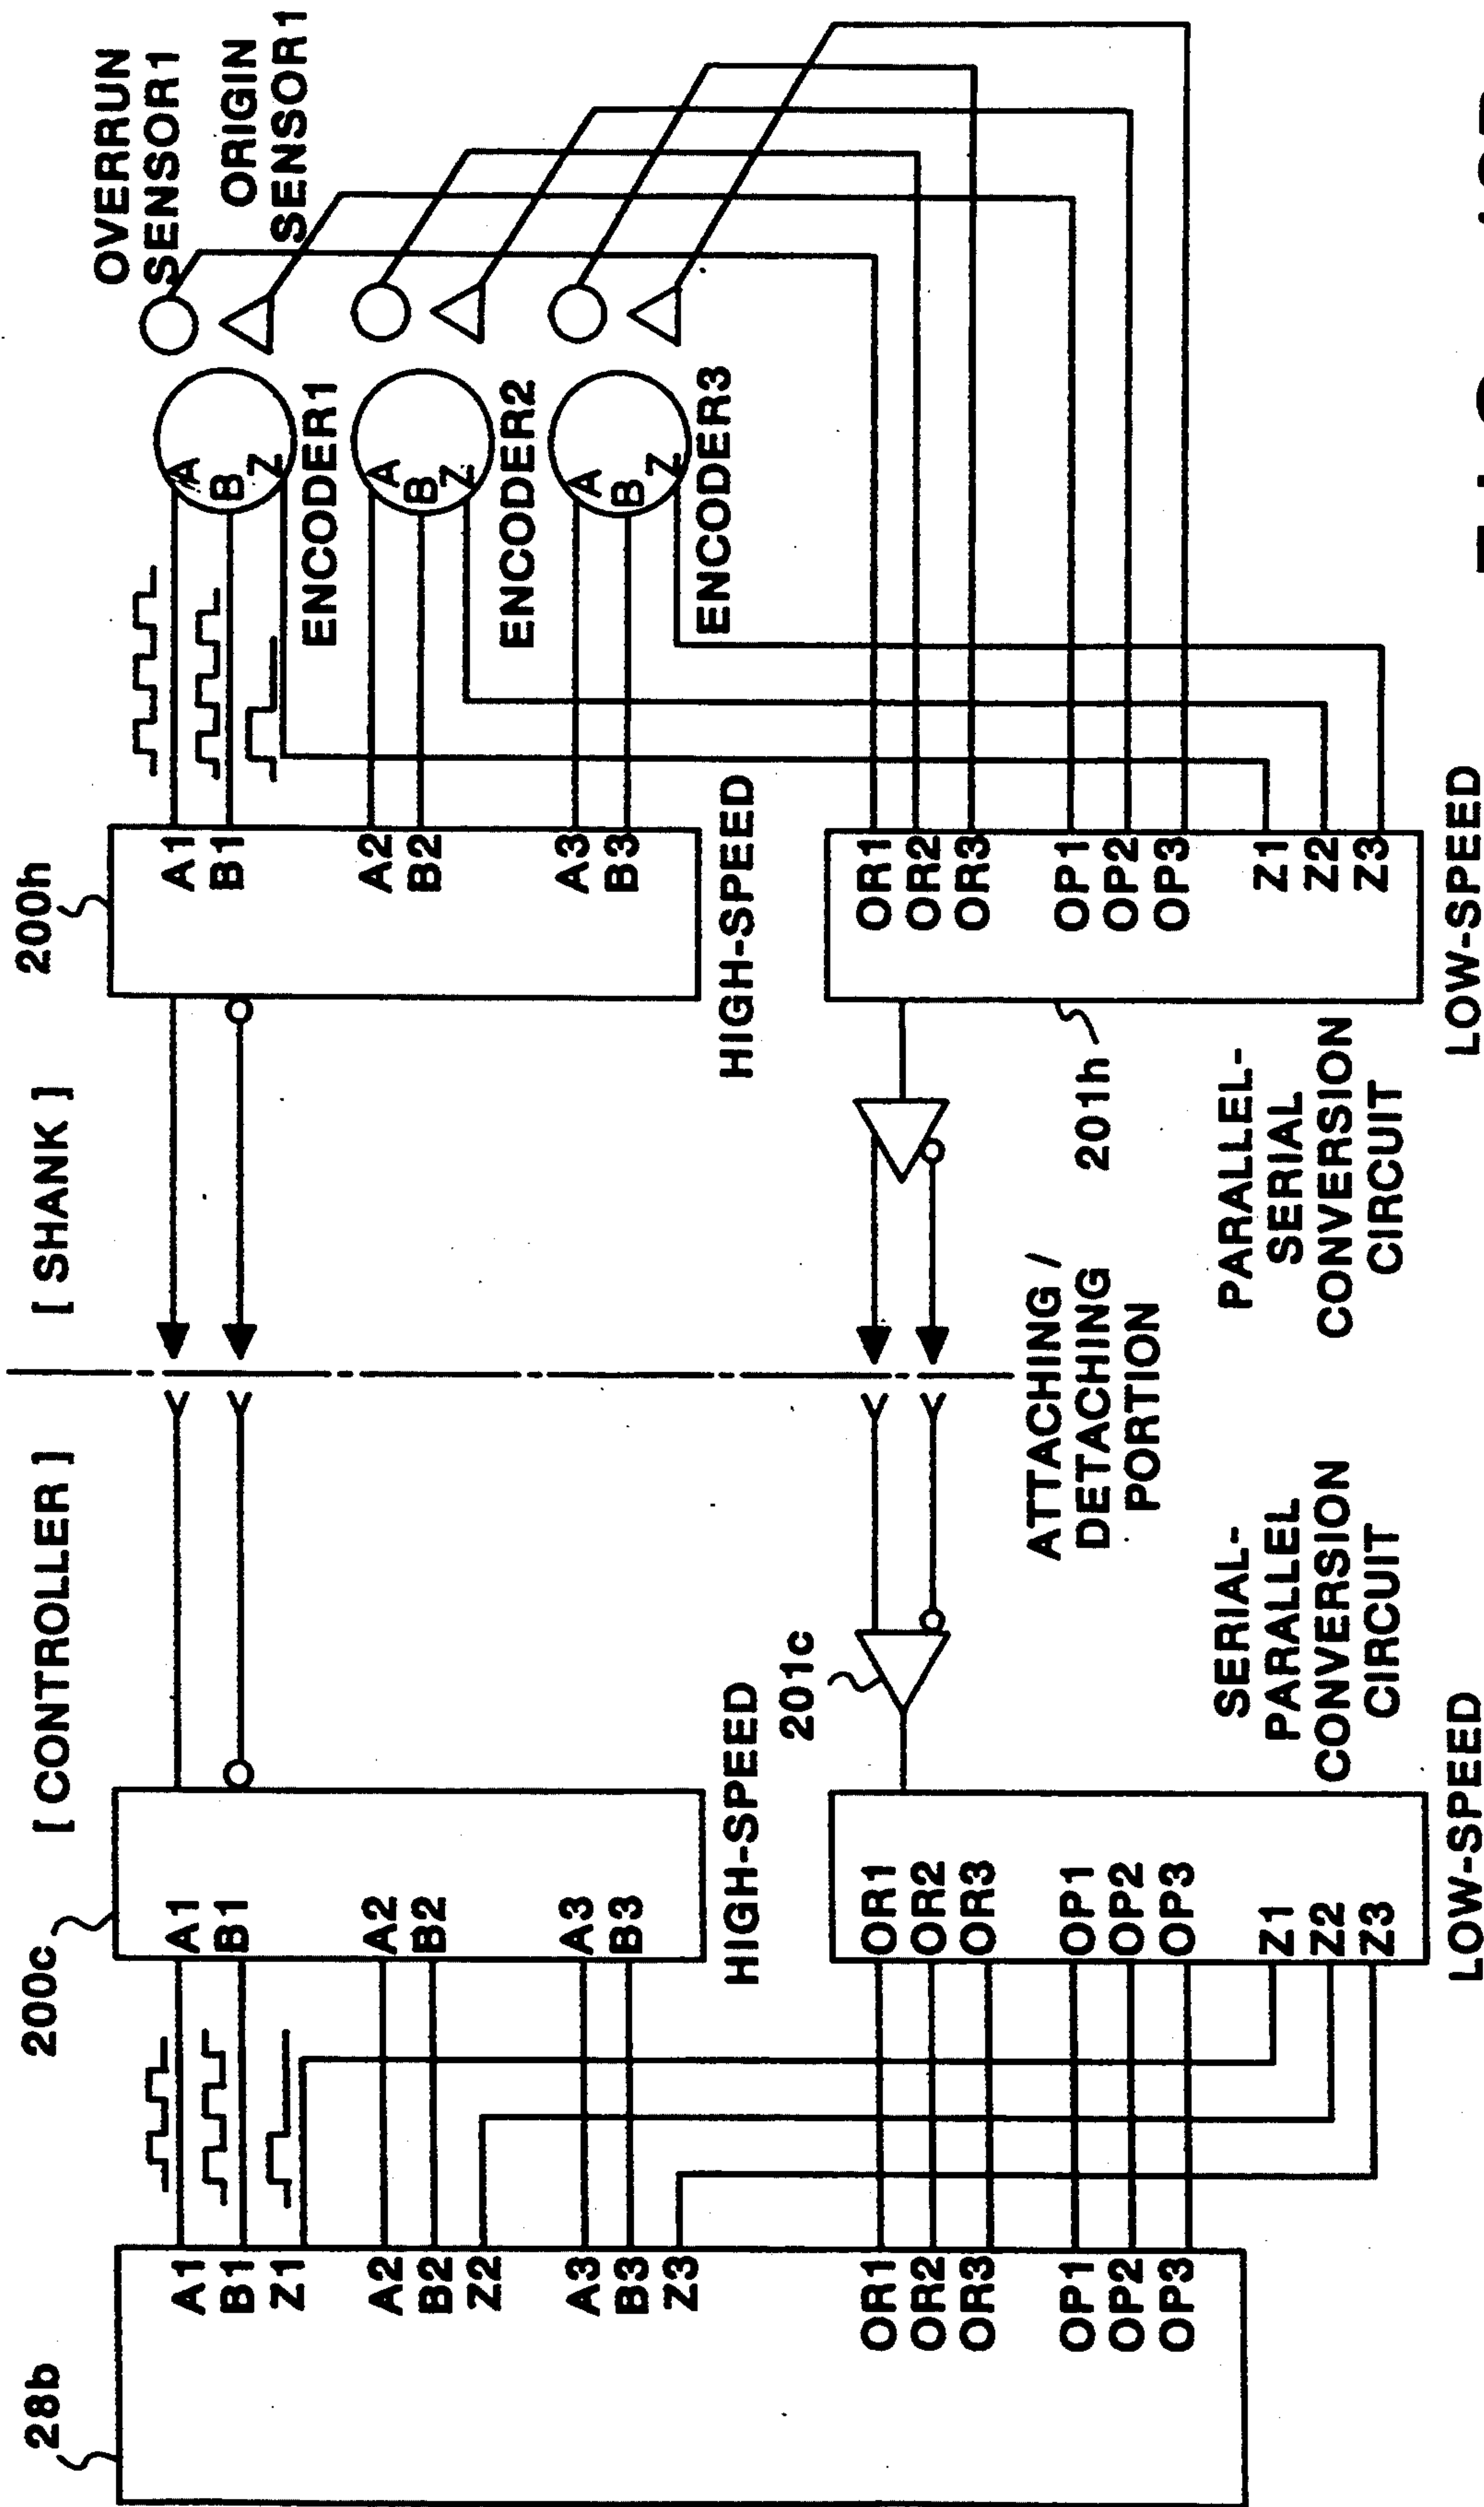 28b
200c
[ CONTROLLER ]
[ SHANK ]
200h
OVERRUN
SENSOR1
ORIGIN
SENSOR1
A1
B1
Z1
A2
B2
Z2
A3
B3
Z3
OR1
OR2
OR3
OP1
OP2
OP3
A1
B1
A2
B2
A3
B3
HIGH-SPEED
201c
OR1
OR2
OR3
OP1
OP2
OP3
Z1
Z2
Z3
LOW-SPEED
SERIAL-
PARALLEL
CONVERSION
CIRCUIT
ATTACHING /
DETACHING
PORTION
A1
B1
A2
B2
A3
B3
HIGH-SPEED
201h
PARALLEL-
SERIAL
CONVERSION
CIRCUIT
OR1
OR2
OR3
OP1
OP2
OP3
Z1
Z2
Z3
LOW-SPEED
A
B
Z
ENCODER1
A
B
Z
ENCODER2
A
B
Z
ENCODER3